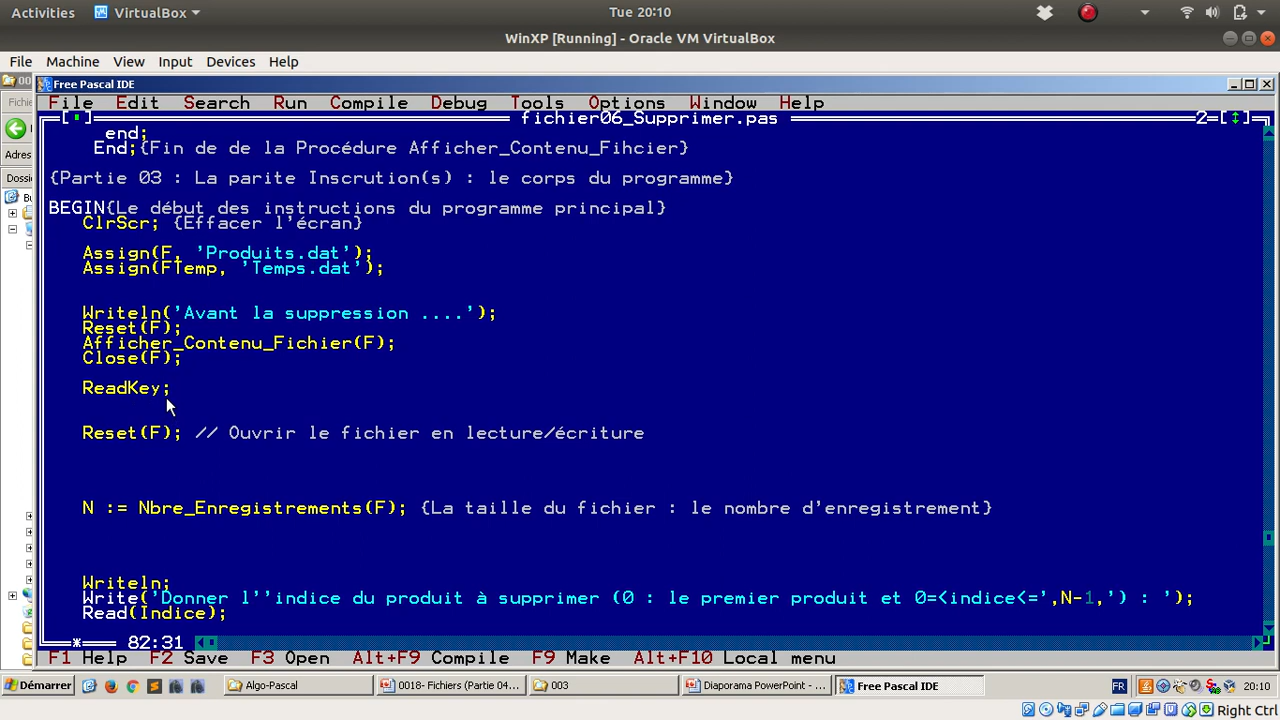 Activities VirtualBox Tue 20:10
WinXP [Running] - Oracle VM VirtualBox
File Machine View Input Devices Help
Free Pascal IDE
File Edit Search Run Compile Debug Tools Options Window Help
fichier06_Supprimer.pas 2
end;
End;{Fin de de la Procédure Afficher_Contenu_Fihcier}
{Partie 03 : La parite Inscrution(s) : le corps du programme}
BEGIN{Le début des instructions du programme principal}
ClrScr; {Effacer l'écran}
Assign(F, 'Produits.dat');
Assign(FTemp, 'Temps.dat');
Writeln('Avant la suppression ....');
Reset(F);
Afficher_Contenu_Fichier(F);
Close(F);
ReadKey;
Reset(F); // Ouvrir le fichier en lecture/écriture
N := Nbre_Enregistrements(F); {La taille du fichier : le nombre d'enregistrement}
Writeln;
Write('Donner l''indice du produit à supprimer (0 : le premier produit et 0=<indice<=',N-1,') : ');
Read(Indice);
82:31
F1 Help F2 Save F3 Open Alt+F9 Compile F9 Make Alt+F10 Local menu
Démarrer Algo-Pascal 0018- Fichiers (Partie 04... 003 Diaporama PowerPoint - ... Free Pascal IDE FR 20:10
Right Ctrl